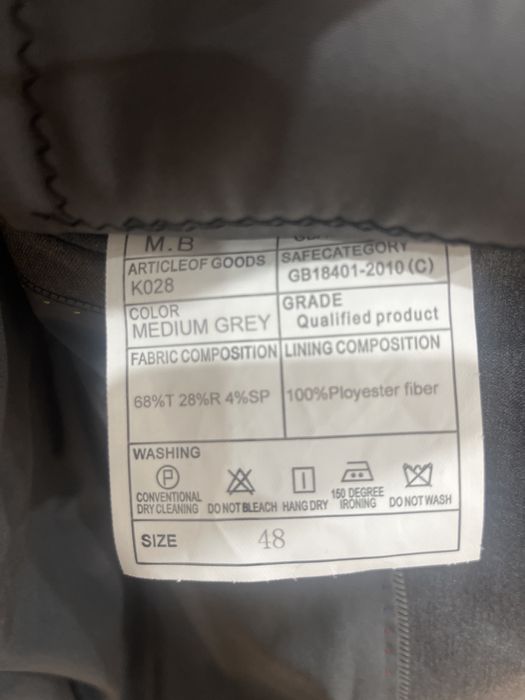 M.B
ARTICLEOF GOODS
K028
SAFECATEGORY
GB18401-2010(C)
COLOR
MEDIUM GREY
GRADE
Qualified product
FABRIC COMPOSITION
68%T 28%R 4%SP
LINING COMPOSITION
100%Ployester fiber
WASHING
P
CONVENTIONAL
DRY CLEANING
DO NOT BLEACH
HANG DRY
150 DEGREE
IRONING
DO NOT WASH
SIZE 48